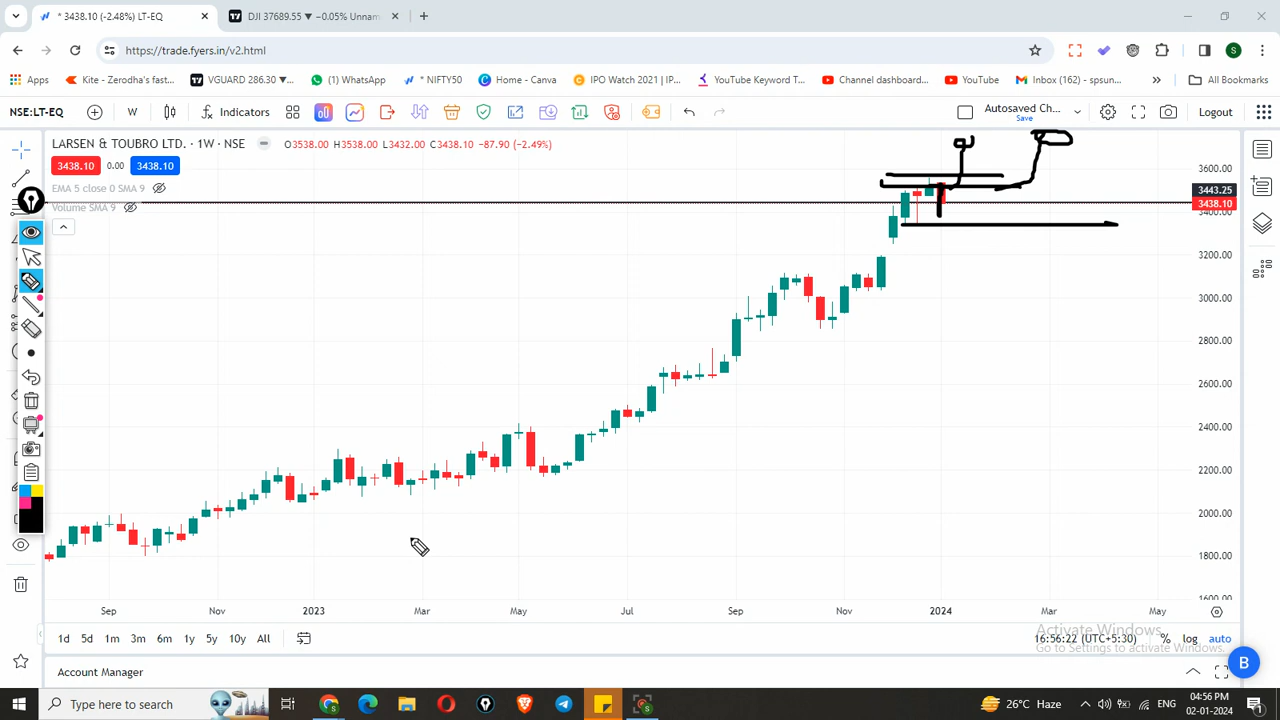 * 3438.10 (-2.48%) LT-EQ
DJI 37689.55 ▼ −0.05% Unnam
https://trade.fyers.in/v2.html
S
Apps
Kite - Zerodha's fast...
VGUARD 286.30 ▼...
(1) WhatsApp
* NIFTY50
Home - Canva
IPO Watch 2021 | IP...
YouTube Keyword T...
Channel dashboard...
YouTube
Inbox (162) - spsun...
All Bookmarks
NSE:LT-EQ
W
Indicators
Autosaved Ch...
Save
Logout
LARSEN & TOUBRO LTD. · 1W · NSE
O3538.00 H3538.00 L3432.00 C3438.10 −87.90 (−2.49%)
3438.10
0.00
3438.10
EMA 5 close 0 SMA 9
Volume SMA 9
3600.00
3443.25
3438.10
3400.00
3200.00
3000.00
2800.00
2600.00
2400.00
2200.00
2000.00
1800.00
1600.00
Sep
Nov
2023
Mar
May
Jul
Sep
Nov
2024
Mar
May
1d
5d
1m
3m
6m
1y
5y
10y
All
16:56:22 (UTC+5:30)
%
log
auto
Activate Windows
Go to Settings to activate Windows.
Account Manager
B
Type here to search
26°C Haze
ENG
04:56 PM
02-01-2024